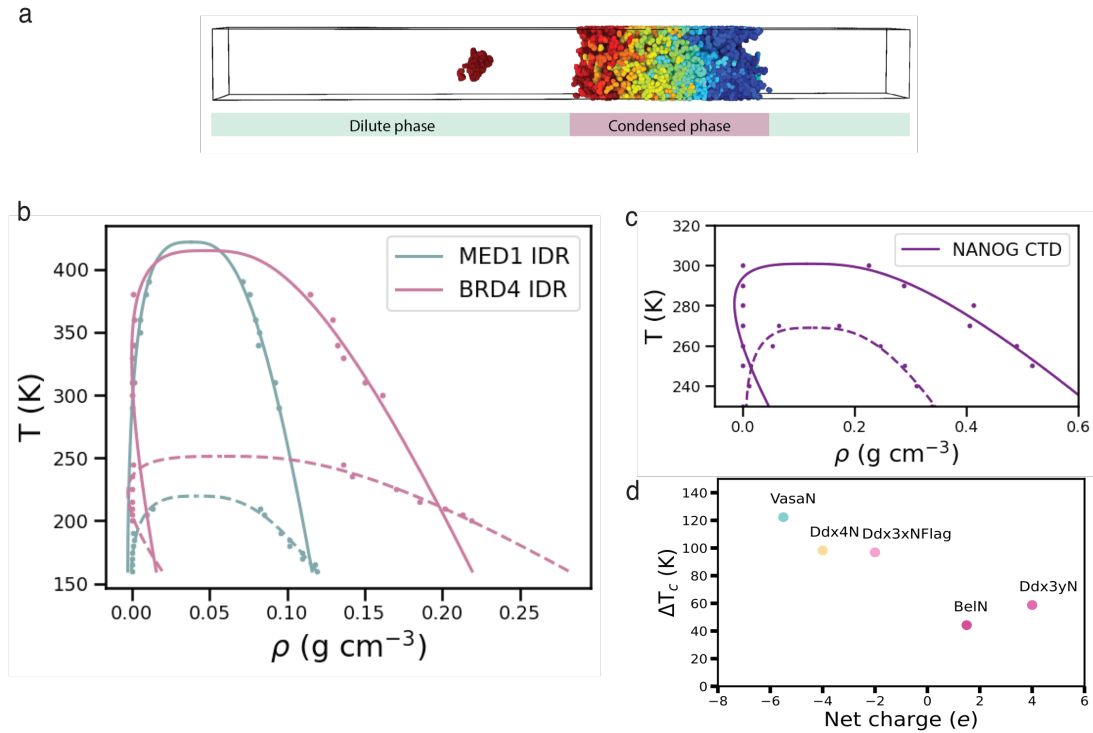 a
Dilute phase
Condensed phase
b
MED1 IDR
BRD4 IDR
400
350
300
250
200
150
T (K)
0.00 0.05 0.10 0.15 0.20 0.25
ρ (g cm⁻³)
c
NANOG CTD
320
300
280
260
240
T (K)
0.0 0.2 0.4 0.6
ρ (g cm⁻³)
d
140
120
100
80
60
40
20
0
ΔT꜀ (K)
VasaN
Ddx4N
Ddx3xNFlag
Ddx3yN
BelN
−8 −6 −4 −2 0 2 4 6
Net charge (e)